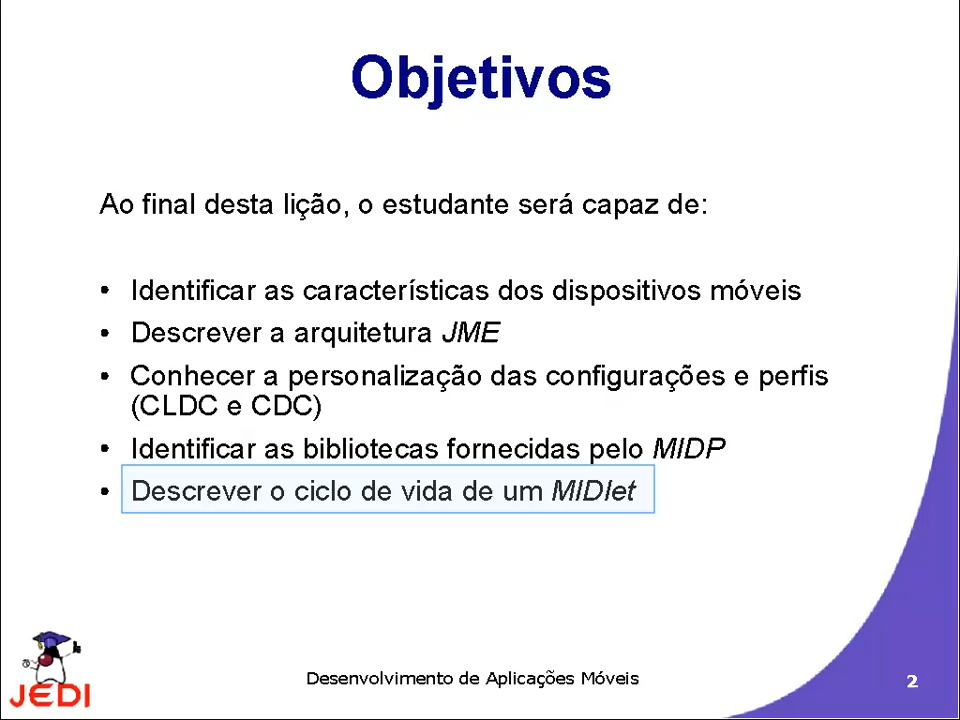 Objetivos
Ao final desta lição, o estudante será capaz de:
• Identificar as características dos dispositivos móveis
• Descrever a arquitetura JME
• Conhecer a personalização das configurações e perfis
(CLDC e CDC)
• Identificar as bibliotecas fornecidas pelo MIDP
• Descrever o ciclo de vida de um MIDlet
JEDI
Desenvolvimento de Aplicações Móveis
2